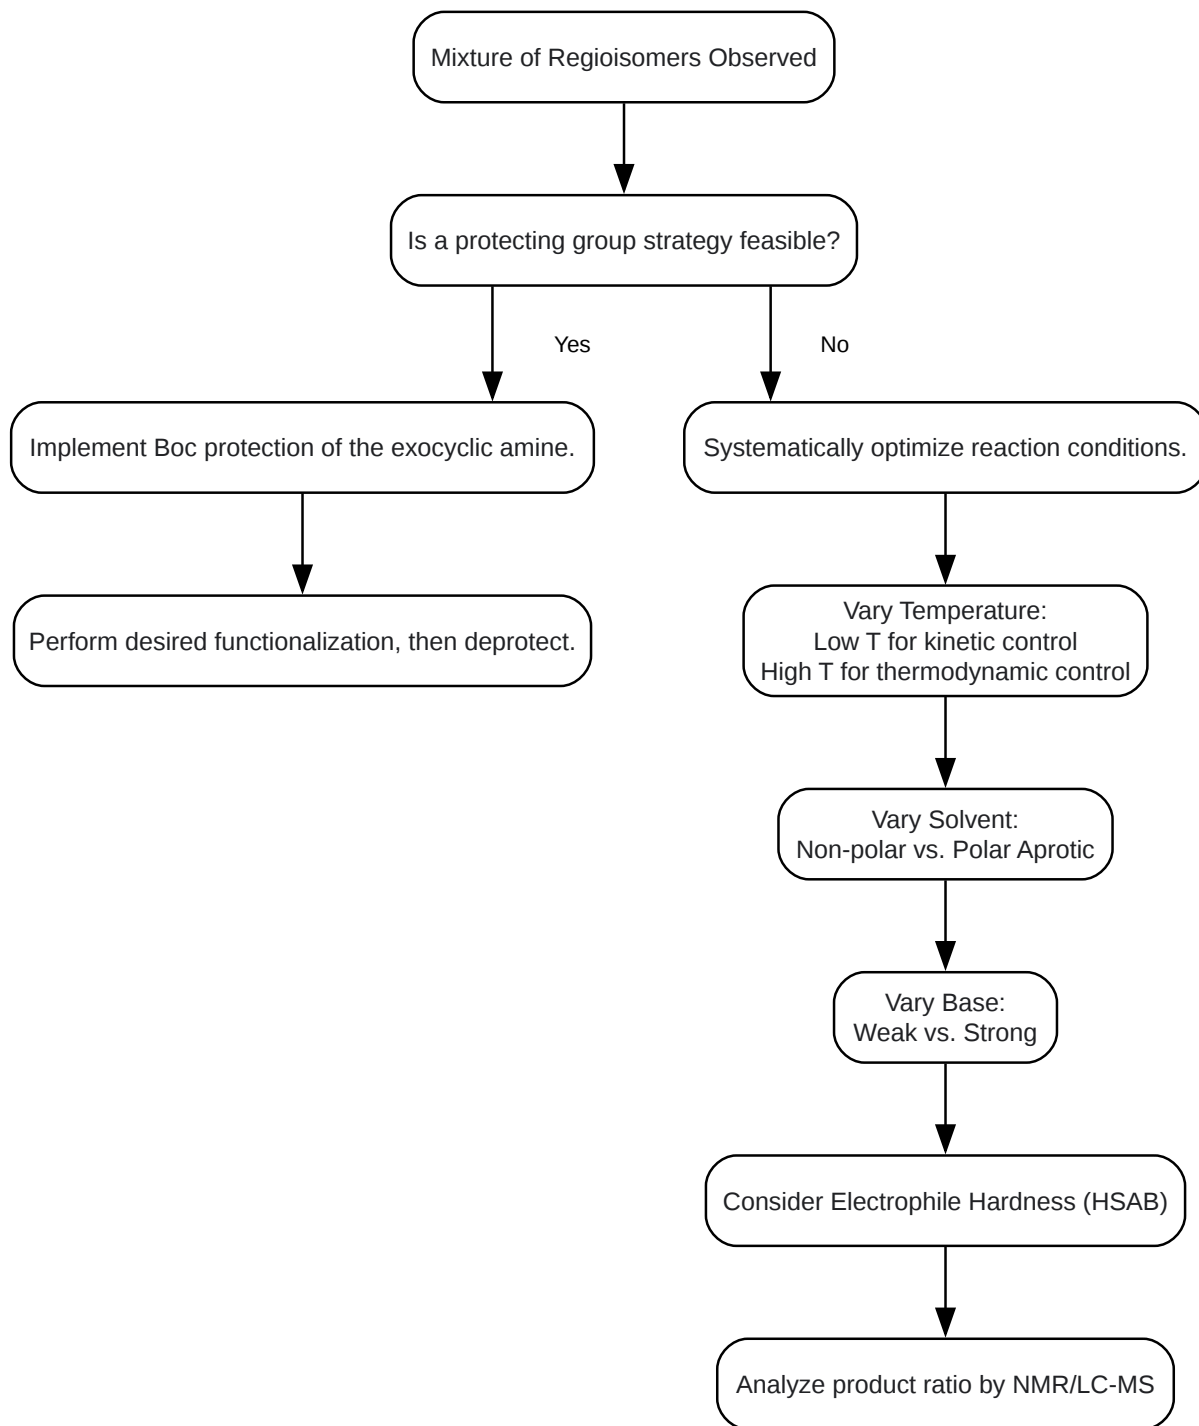 Mixture of Regioisomers Observed
Is a protecting group strategy feasible?
Yes
No
Implement Boc protection of the exocyclic amine.
Systematically optimize reaction conditions.
Perform desired functionalization, then deprotect.
Vary Temperature:
Low T for kinetic control
High T for thermodynamic control
Vary Solvent:
Non-polar vs. Polar Aprotic
Vary Base:
Weak vs. Strong
Consider Electrophile Hardness (HSAB)
Analyze product ratio by NMR/LC-MS